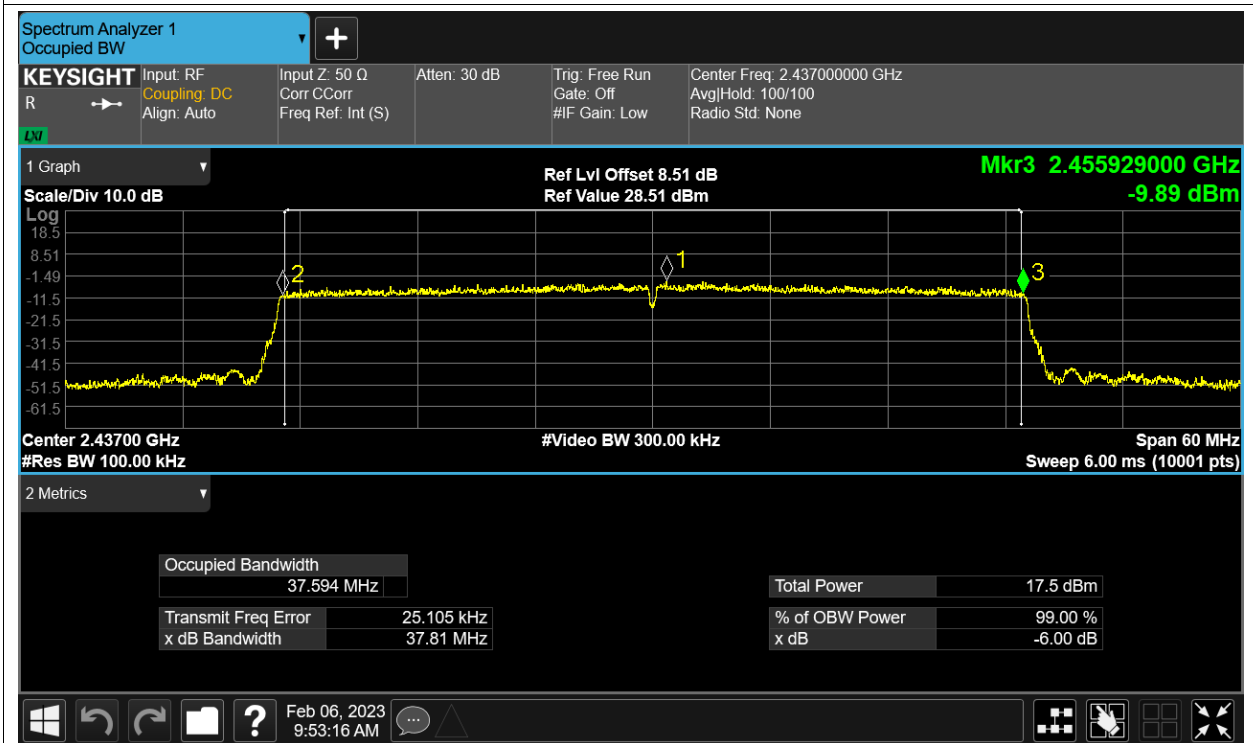 Spectrum Analyzer 1
Occupied BW
KEYSIGHT
R
LXI
Input: RF
Coupling: DC
Align: Auto
Input Z: 50 Ω
Corr CCorr
Freq Ref: Int (S)
Atten: 30 dB
Trig: Free Run
Gate: Off
#IF Gain: Low
Center Freq: 2.437000000 GHz
Avg|Hold: 100/100
Radio Std: None
1 Graph
Scale/Div 10.0 dB
Ref Lvl Offset 8.51 dB
Ref Value 28.51 dBm
Mkr3 2.455929000 GHz
-9.89 dBm
Log
18.5
8.51
-1.49
-11.5
-21.5
-31.5
-41.5
-51.5
-61.5
2
1
3
Center 2.43700 GHz
#Res BW 100.00 kHz
#Video BW 300.00 kHz
Span 60 MHz
Sweep 6.00 ms (10001 pts)
2 Metrics
Occupied Bandwidth
37.594 MHz
Transmit Freq Error 25.105 kHz
x dB Bandwidth 37.81 MHz
Total Power 17.5 dBm
% of OBW Power 99.00 %
x dB -6.00 dB
?
Feb 06, 2023
9:53:16 AM